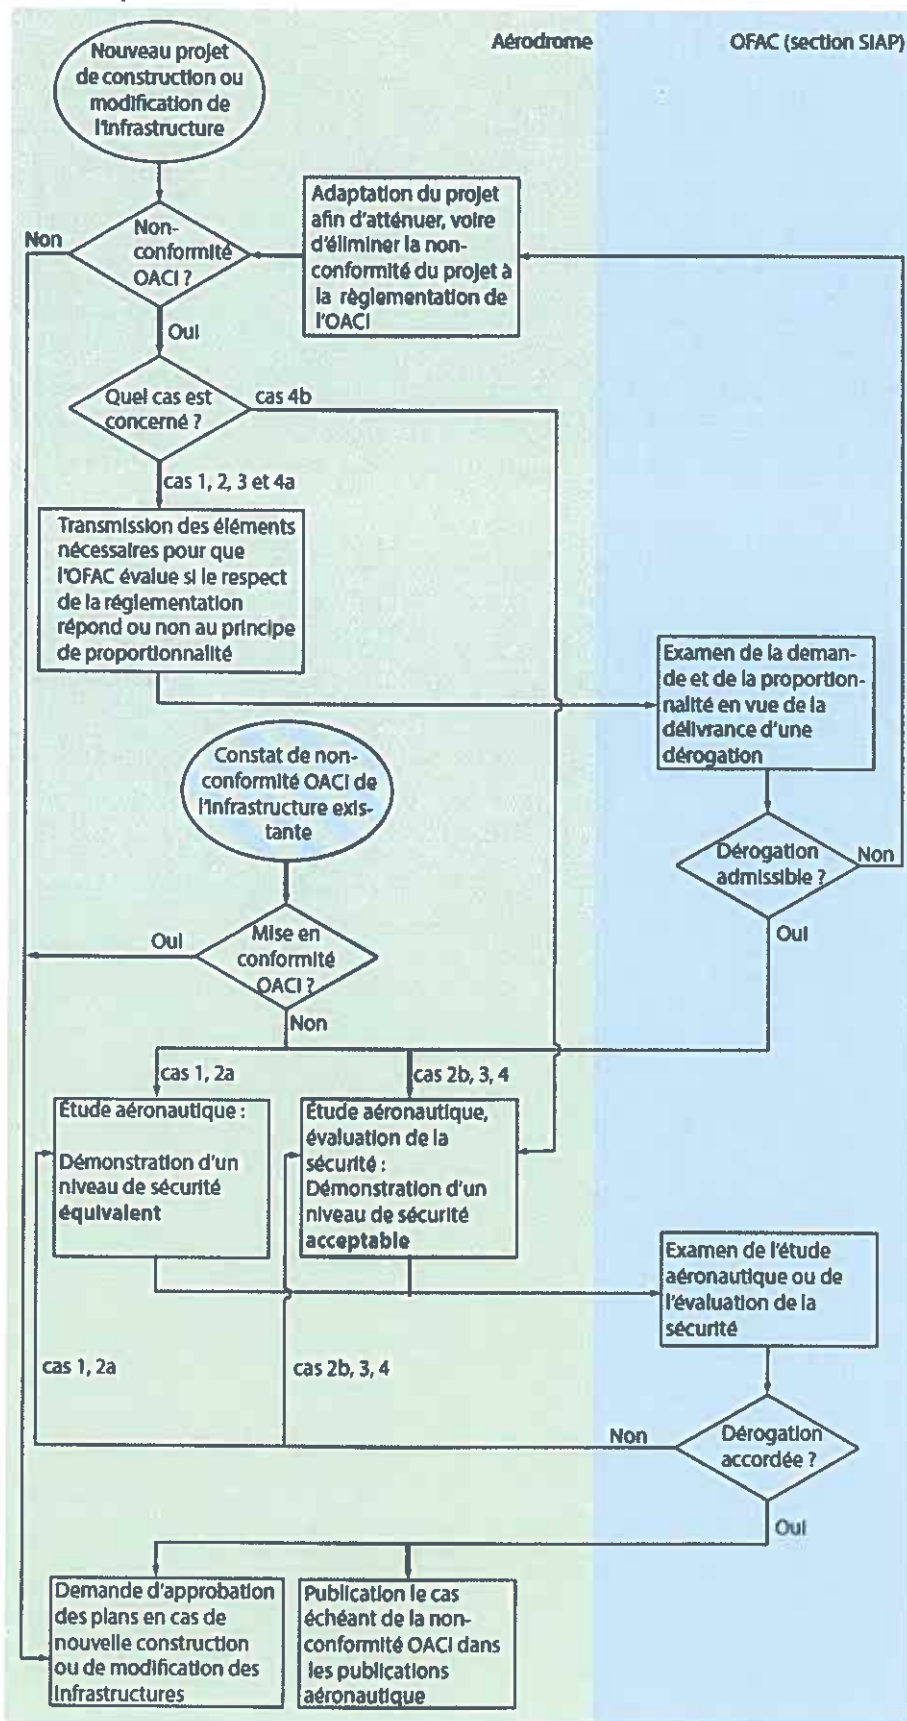 Aérodrome
OFAC (section SIAP)
Nouveau projet
de construction ou
modification de
l'infrastructure
Non-
conformité
OACI ?
Non
Oui
Adaptation du projet
afin d'atténuer, voire
d'éliminer la non-
conformité du projet à
la règlementation de
l'OACI
Quel cas est
concerné ?
cas 4b
cas 1, 2, 3 et 4a
Transmission des éléments
nécessaires pour que
l'OFAC évalue si le respect
de la réglementation
répond ou non au principe
de proportionnalité
Examen de la deman-
de et de la proportion-
nalité en vue de la
délivrance d'une
dérogation
Constat de non-
conformité OACI de
l'infrastructure exis-
tante
Dérogation
admissible ?
Non
Oui
Mise en
conformité
OACI ?
Oui
Non
cas 1, 2a
cas 2b, 3, 4
Étude aéronautique :
Démonstration d'un
niveau de sécurité
équivalent
Étude aéronautique,
évaluation de la
sécurité :
Démonstration d'un
niveau de sécurité
acceptable
Examen de l'étude
aéronautique ou de
l'évaluation de la
sécurité
cas 1, 2a
cas 2b, 3, 4
Non
Dérogation
accordée ?
Oui
Demande d'approbation
des plans en cas de
nouvelle construction
ou de modification des
infrastructures
Publication le cas
échéant de la non-
conformité OACI dans
les publications
aéronautique